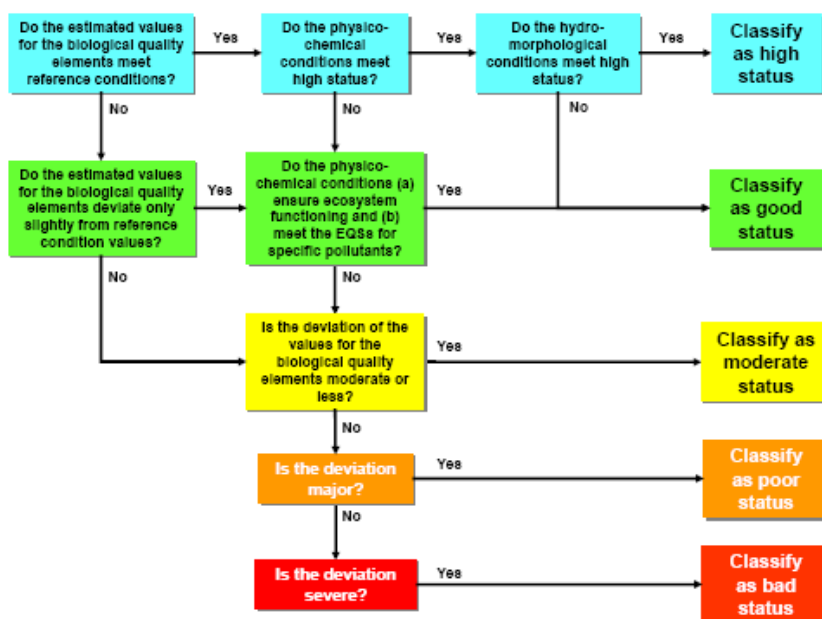 Do the estimated values
for the biological quality
elements meet
reference conditions?
Yes
Do the physico-
chemical conditions
meet high status?
Yes
Do the hydro-
morphological
conditions meet high
status?
Yes
Classify
as high
status
No
No
No
Do the estimated values
for the biological quality
elements deviate only
slightly from reference
condition values?
Yes
Do the physico-
chemical conditions (a)
ensure ecosystem
functioning and (b)
meet the EQSs for
specific pollutants?
Yes
Classify
as good
status
No
No
Is the deviation of the
values for the
biological quality
elements moderate or
less?
Yes
Classify as
moderate
status
No
Is the deviation
major?
Yes
Classify
as poor
status
No
Is the deviation
severe?
Yes
Classify
as bad
status